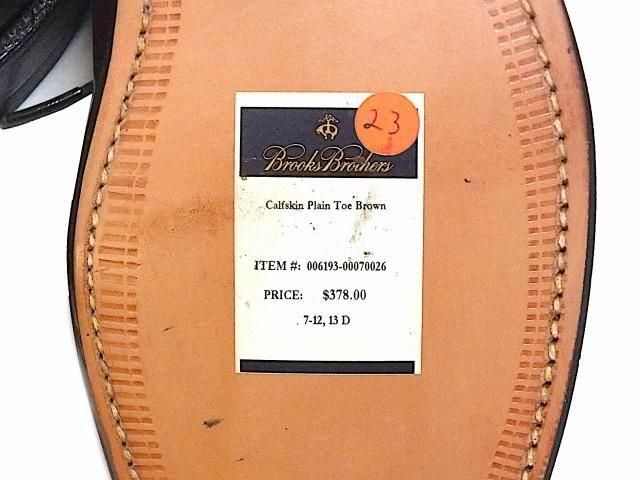 23
Brooks Brothers
Calfskin Plain Toe Brown
ITEM #: 006193-00070026
PRICE: $378.00
7-12, 13 D